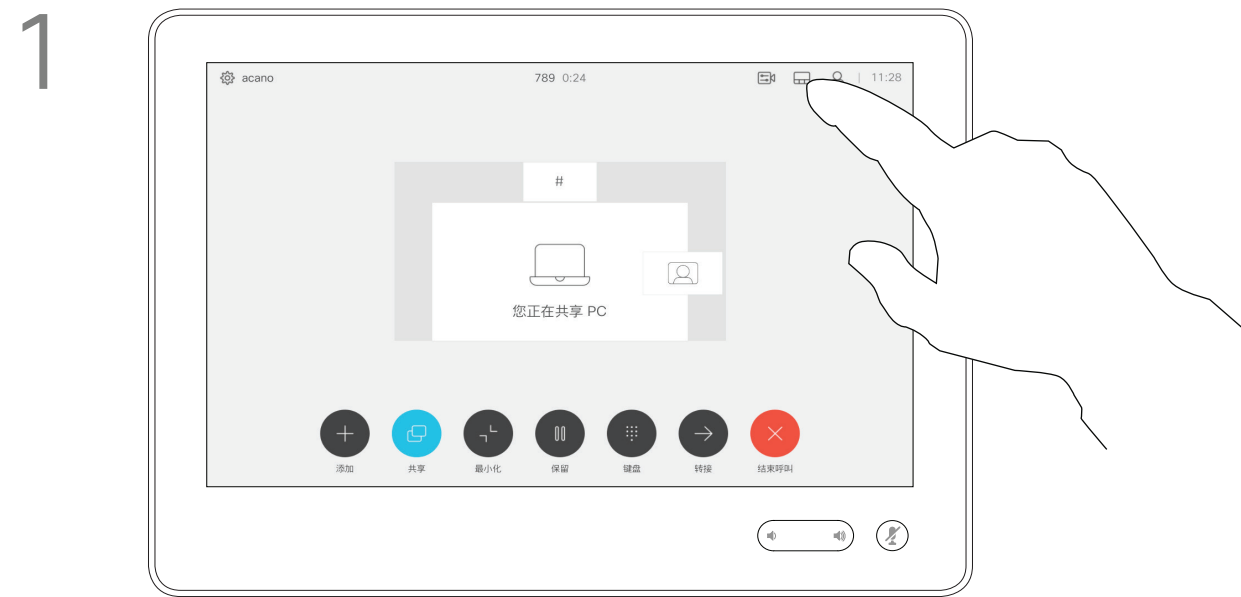 1
acano
789 0:24
11:28
#
您正在共享 PC
添加
共享
最小化
保留
键盘
转接
结束呼叫